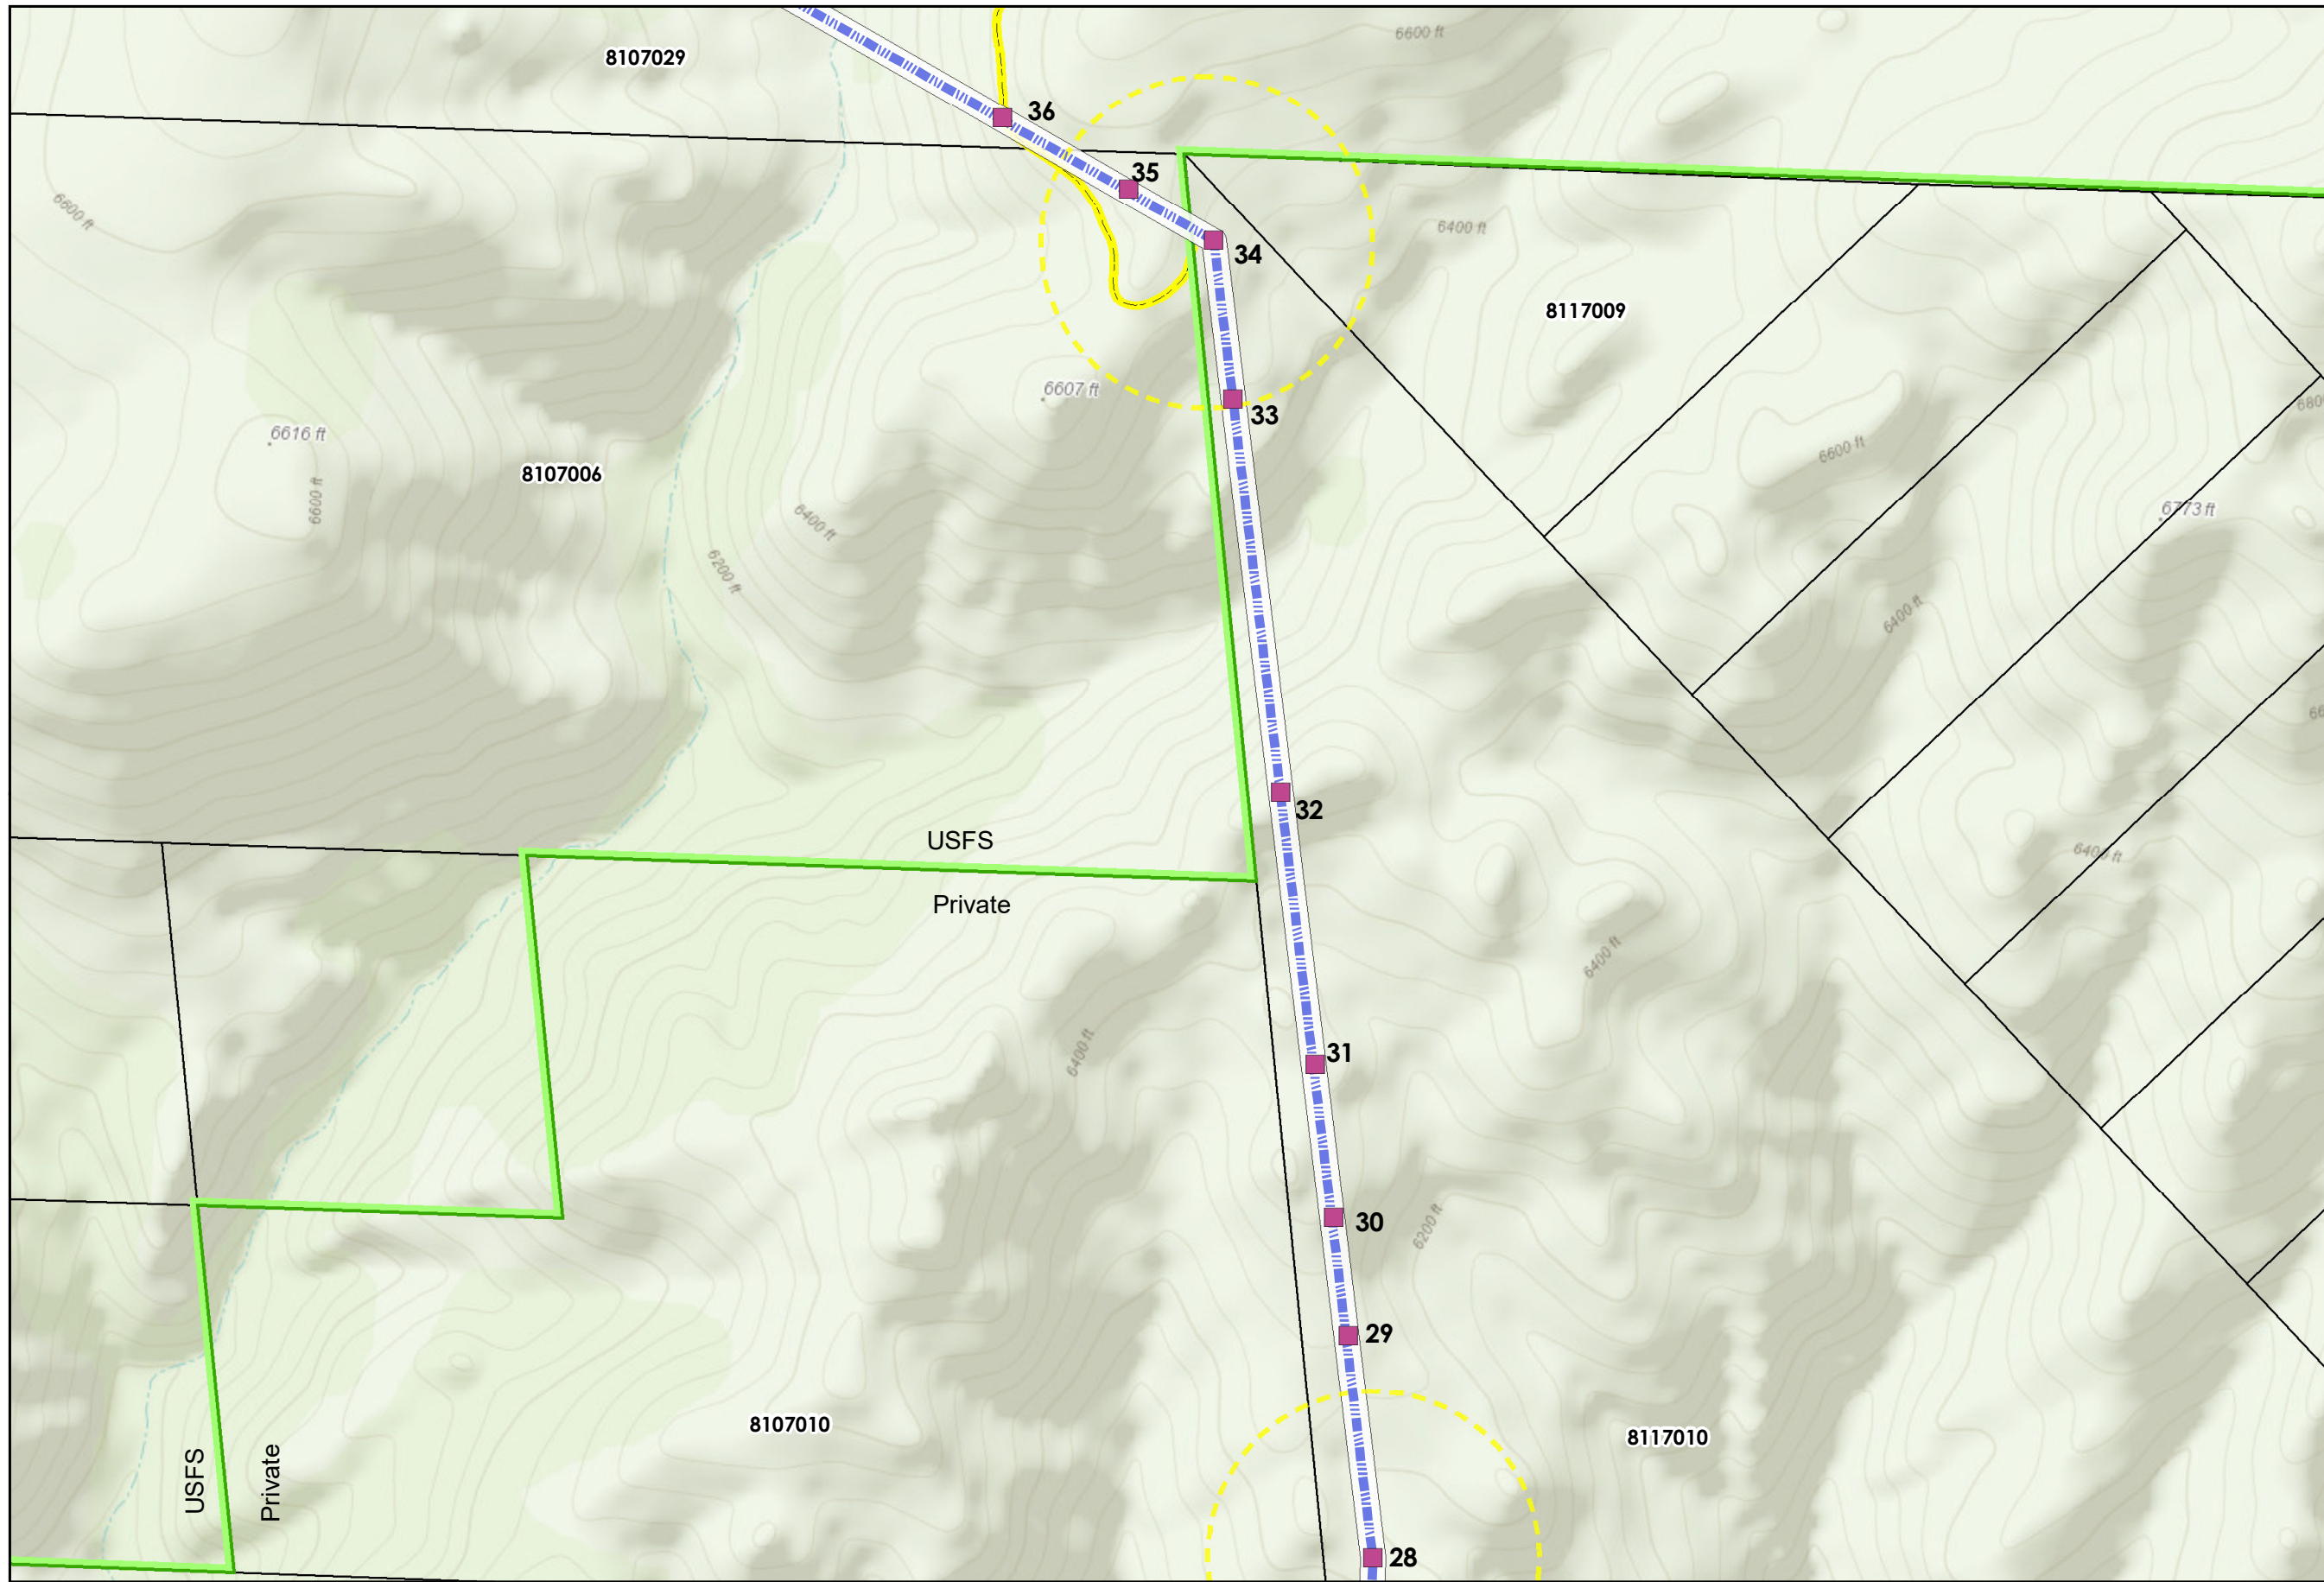 6600 ft
8107029
36
35
6600 ft
6400 ft
34
8117009
6607 ft
33
6616 ft
6600 ft
8107006
6600 ft
6773 ft
6400 ft
6200 ft
6400 ft
32
USFS
6400 ft
Private
6400 ft
31
6400 ft
30
6200 ft
29
8107010
8117010
USFS
Private
28